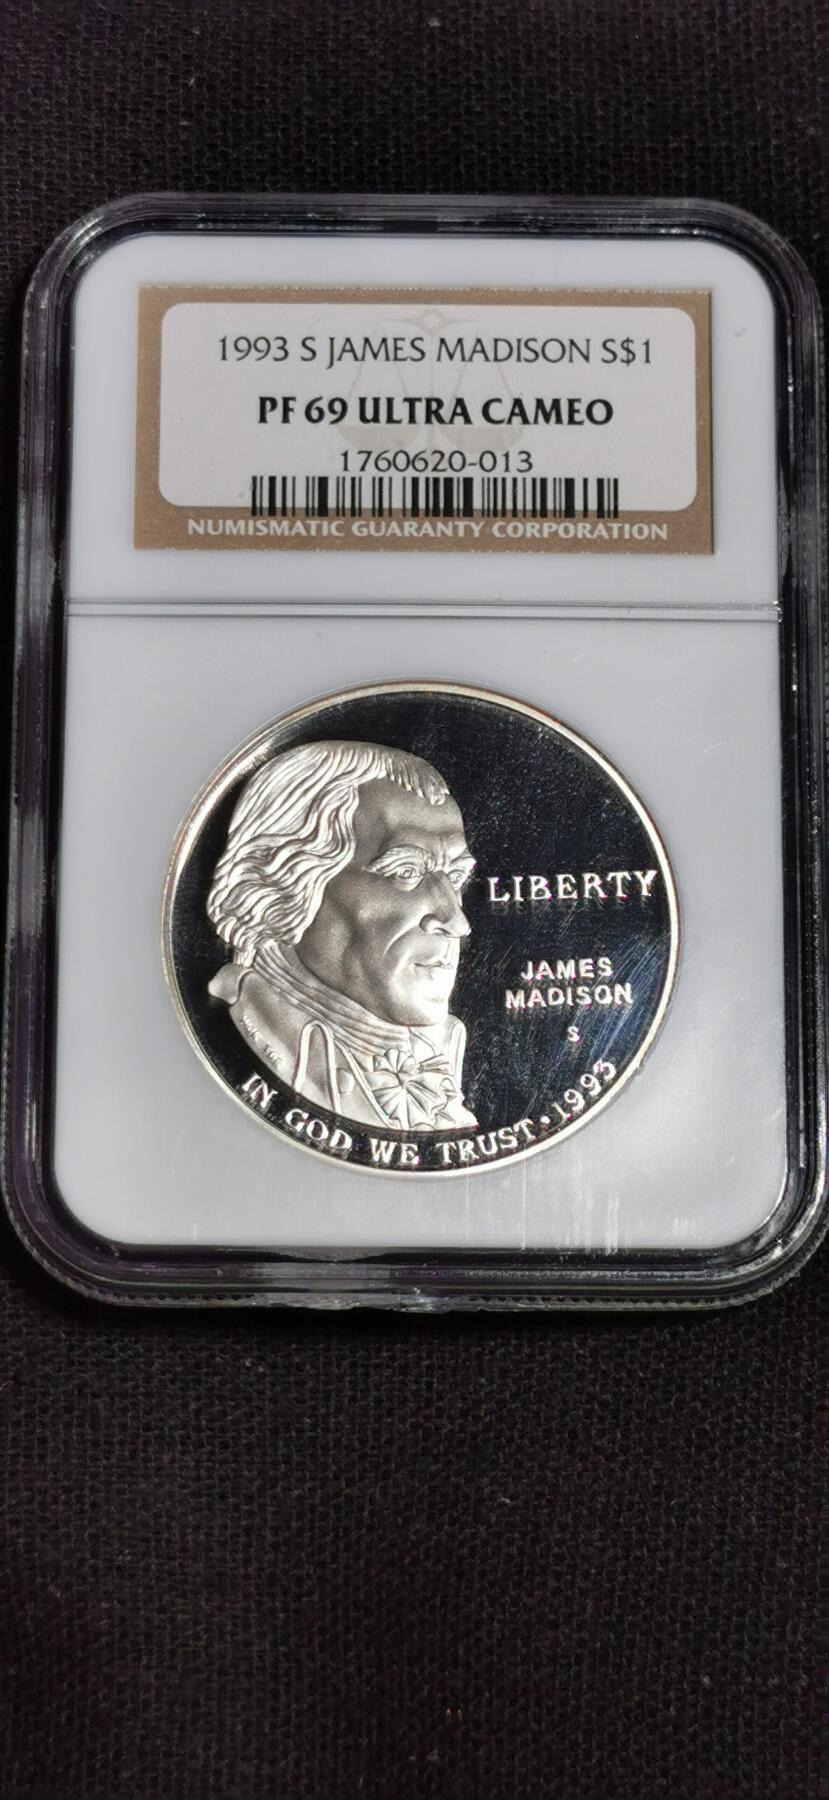 1993 S JAMES MADISON S$1
PF 69 ULTRA CAMEO
1760620-013
NUMISMATIC GUARANTY CORPORATION
LIBERTY
JAMES
MADISON
S
IN GOD WE TRUST · 1993